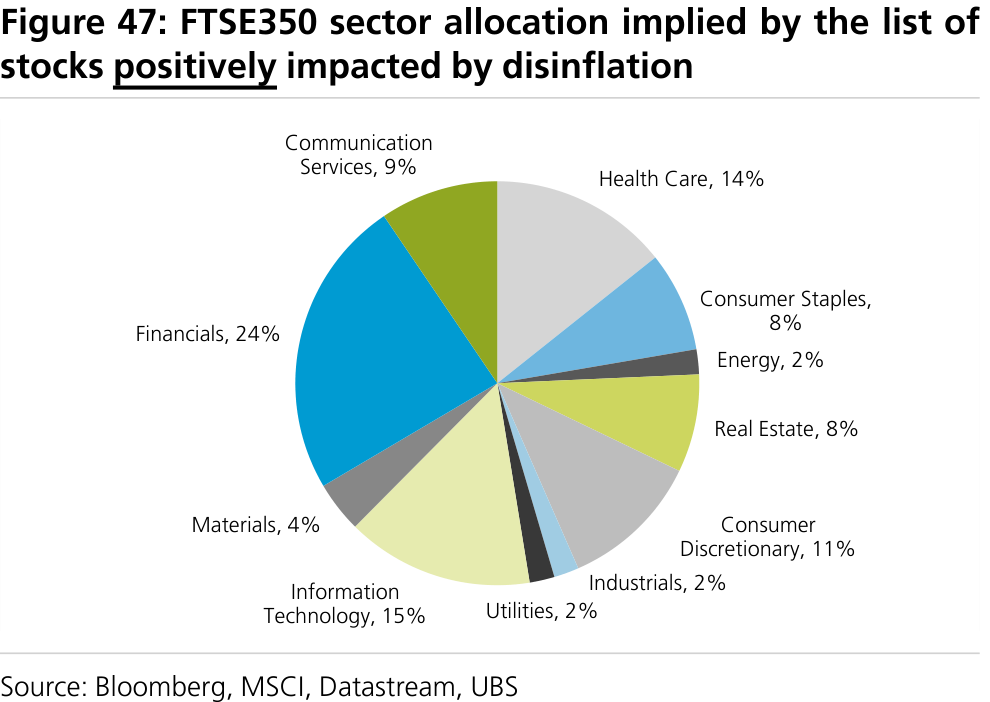 Figure 47: FTSE350 sector allocation implied by the list of
stocks positively impacted by disinflation
Communication
Services, 9%
Health Care, 14%
Consumer Staples,
8%
Energy, 2%
Real Estate, 8%
Consumer
Discretionary, 11%
Industrials, 2%
Utilities, 2%
Information
Technology, 15%
Materials, 4%
Financials, 24%
Source: Bloomberg, MSCI, Datastream, UBS